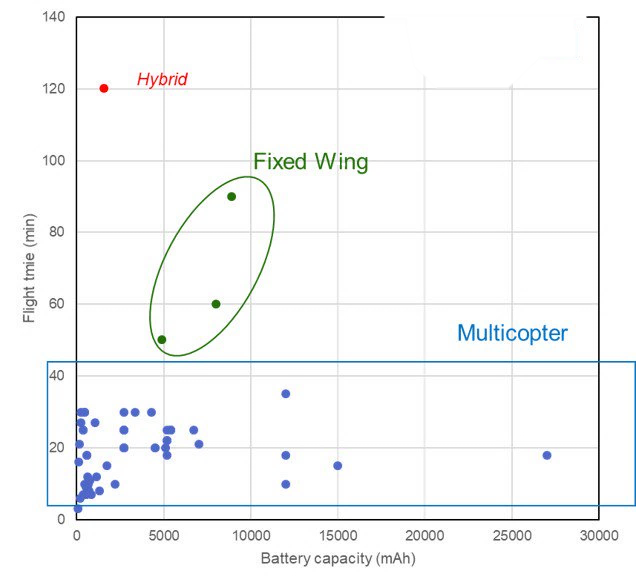 140
Hybrid
120
Fixed Wing
100
80
Flight tmie (min)
60
Multicopter
40
20
0
0 5000 10000 15000 20000 25000 30000
Battery capacity (mAh)